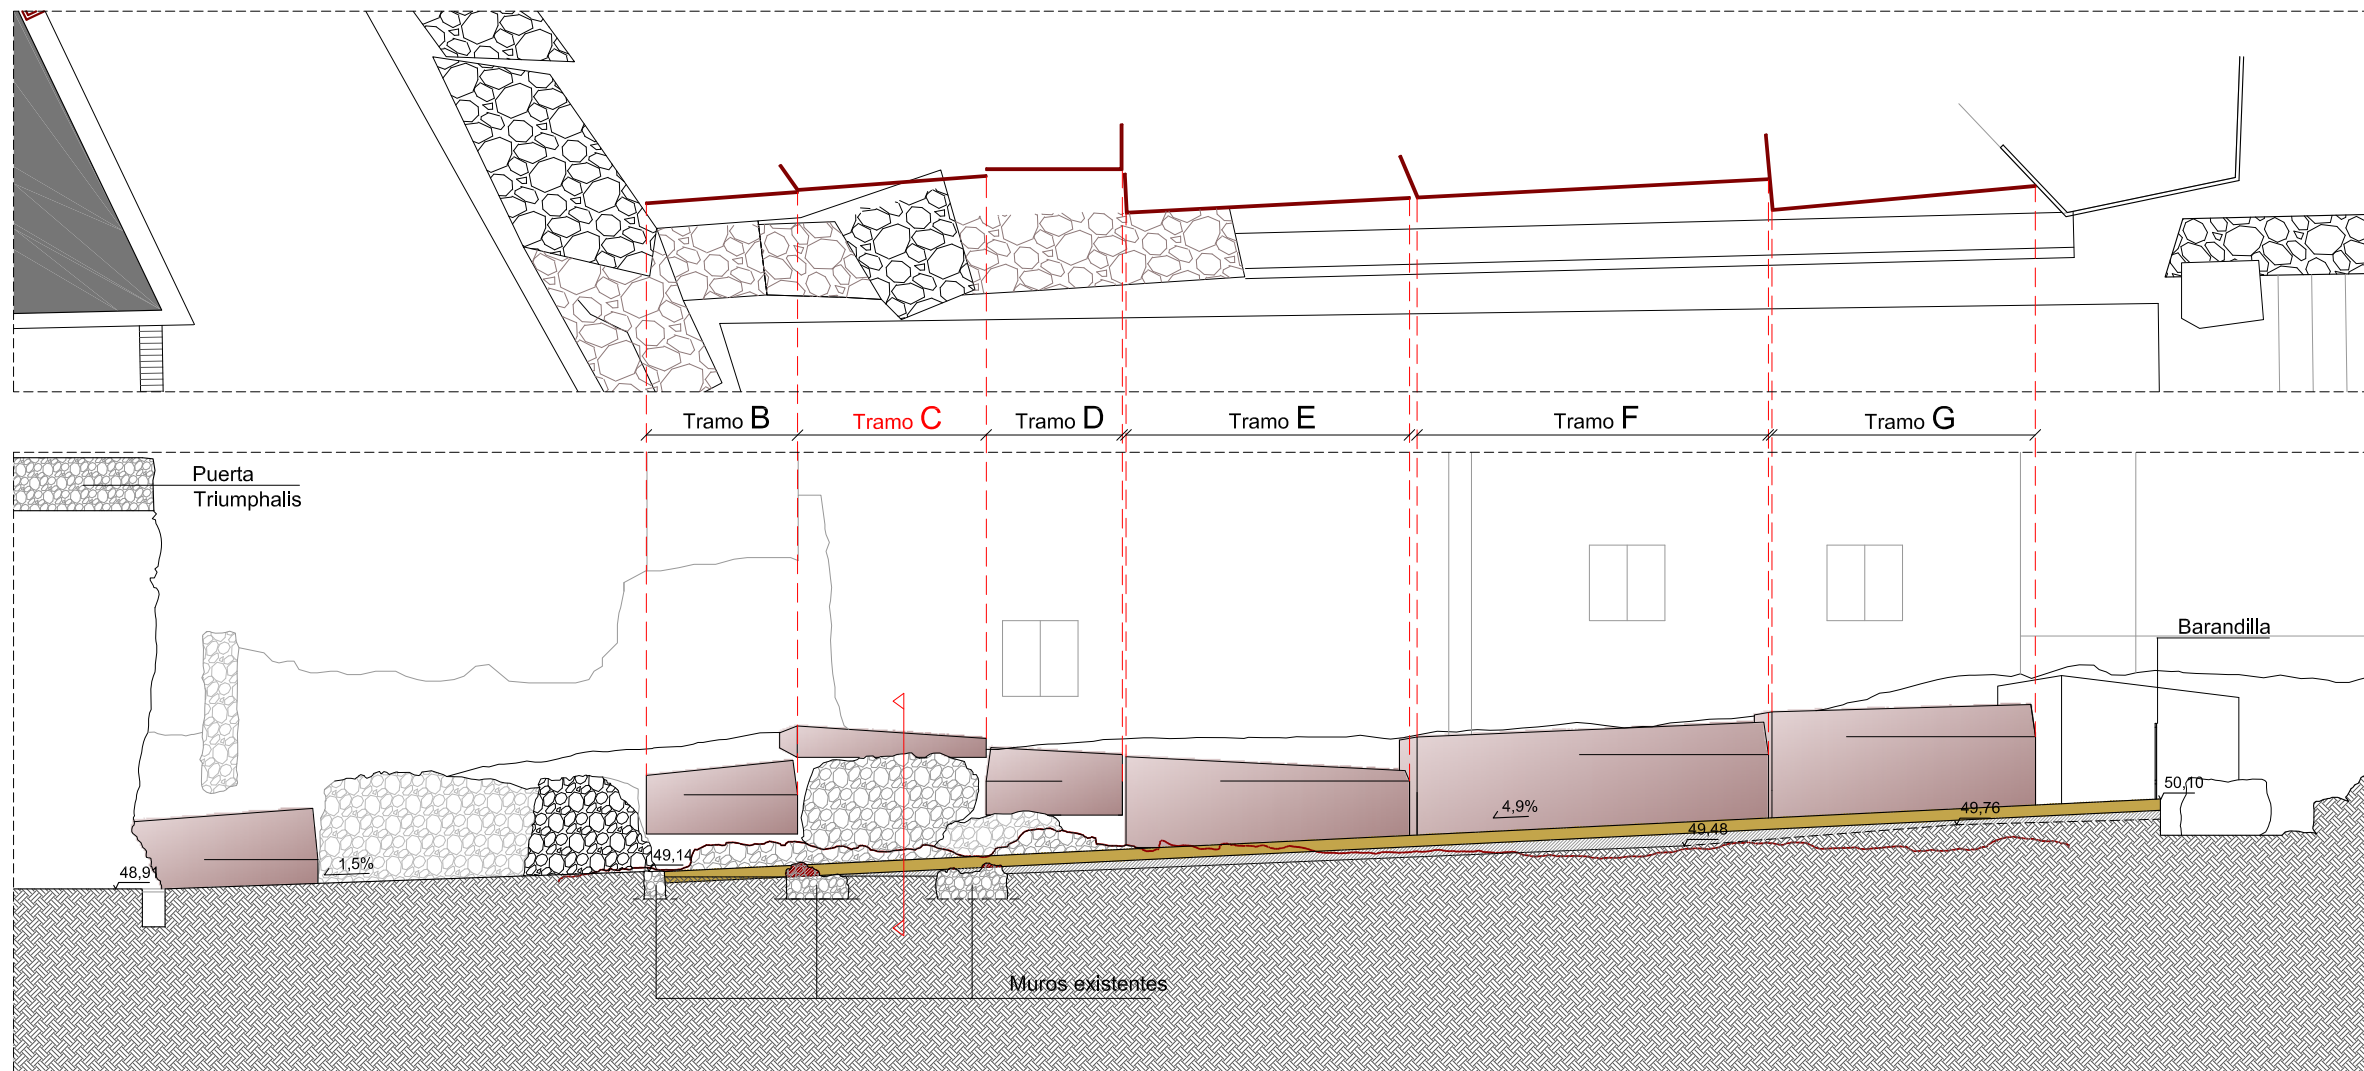 Tramo B
Tramo C
Tramo D
Tramo E
Tramo F
Tramo G
Puerta
Triumphalis
Barandilla
50,10
4,9%
49,76
49,48
49,14
1,5%
48,91
Muros existentes